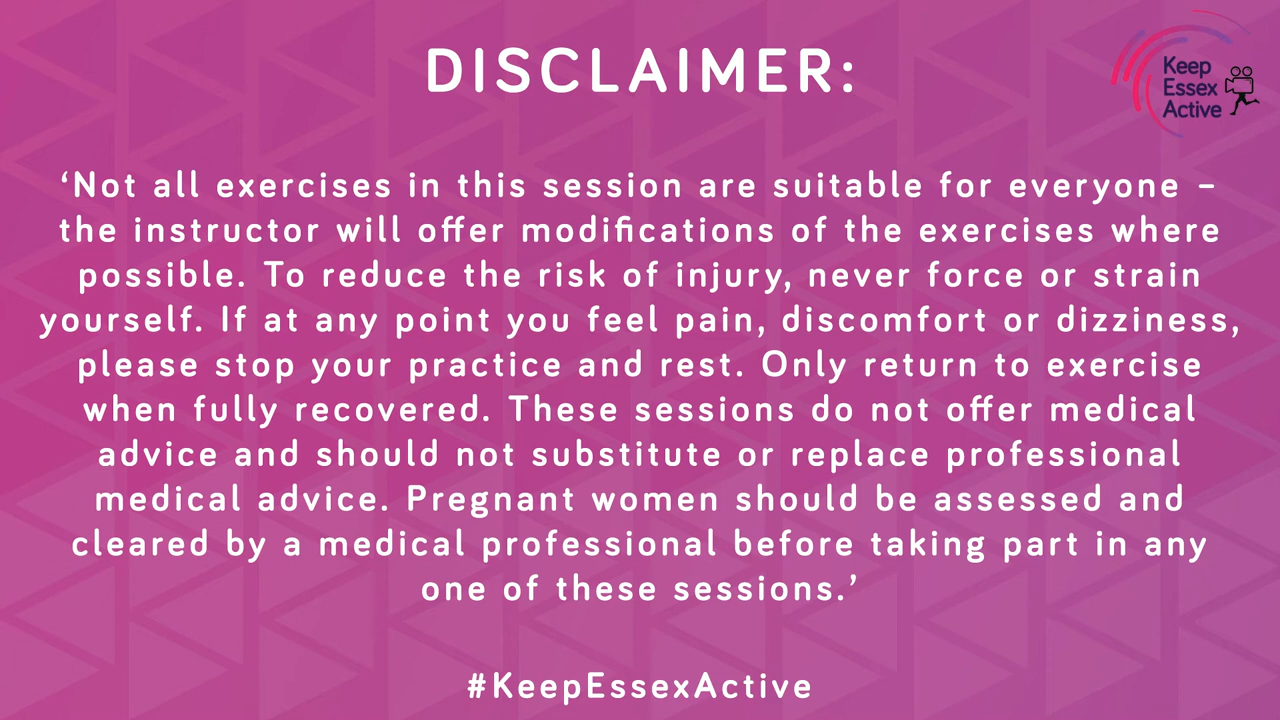 DISCLAIMER:
Keep
Essex
Active
‘Not all exercises in this session are suitable for everyone –
the instructor will offer modifications of the exercises where
possible. To reduce the risk of injury, never force or strain
yourself. If at any point you feel pain, discomfort or dizziness,
please stop your practice and rest. Only return to exercise
when fully recovered. These sessions do not offer medical
advice and should not substitute or replace professional
medical advice. Pregnant women should be assessed and
cleared by a medical professional before taking part in any
one of these sessions.’
#KeepEssexActive